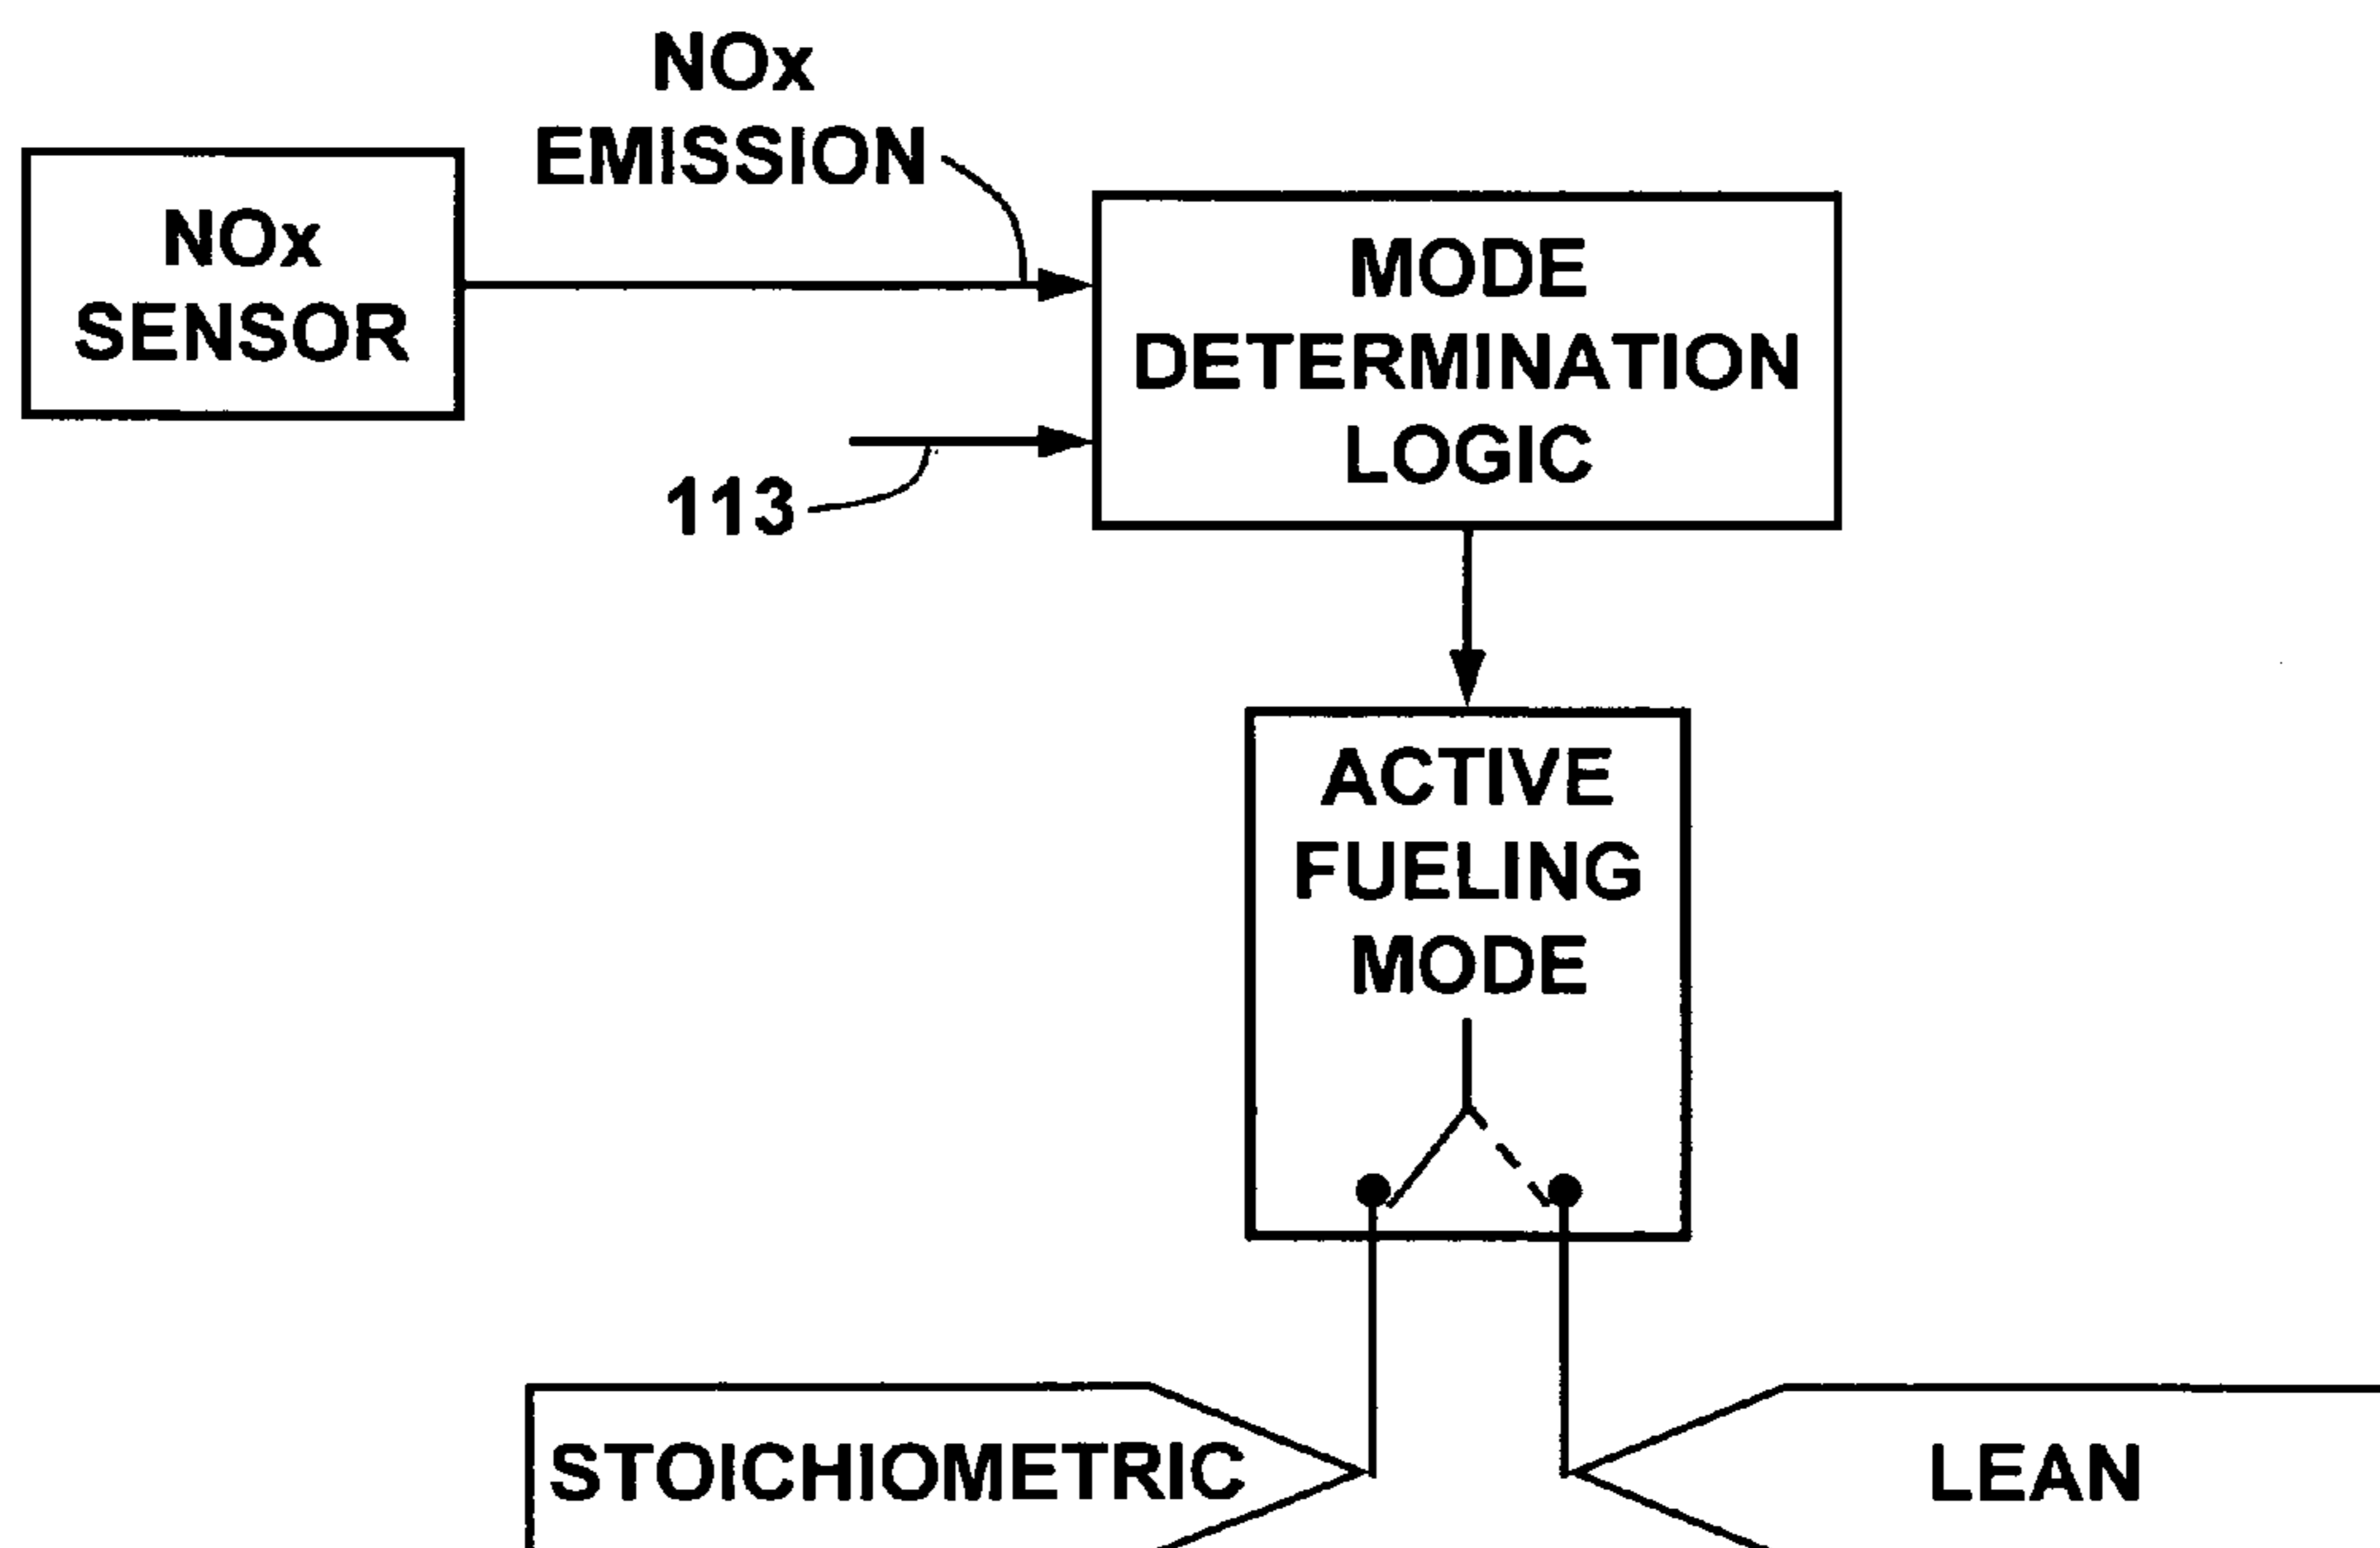 NOx
EMISSION
NOx
SENSOR
MODE
DETERMINATION
LOGIC
113
ACTIVE
FUELING
MODE
STOICHIOMETRIC
LEAN